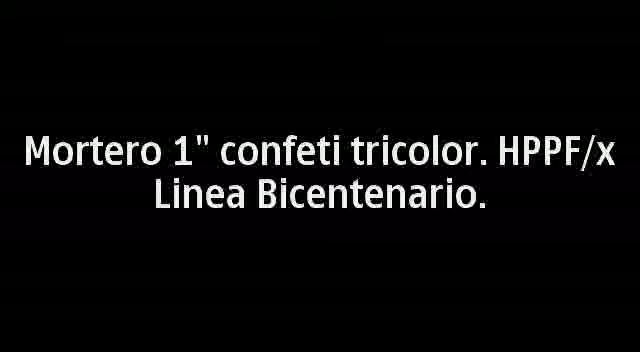 Mortero 1" confeti tricolor. HPPF/x
Linea Bicentenario.